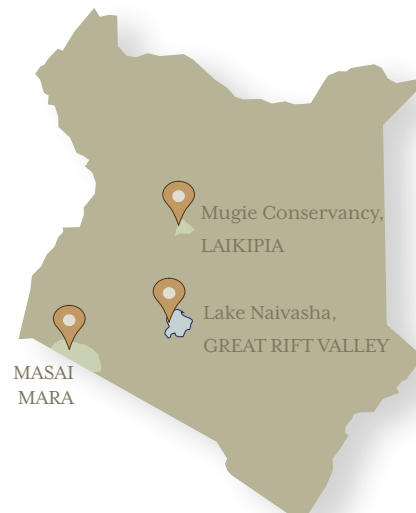 Mugie Conservancy,
LAIKIPIA
Lake Naivasha,
GREAT RIFT VALLEY
MASAI
MARA